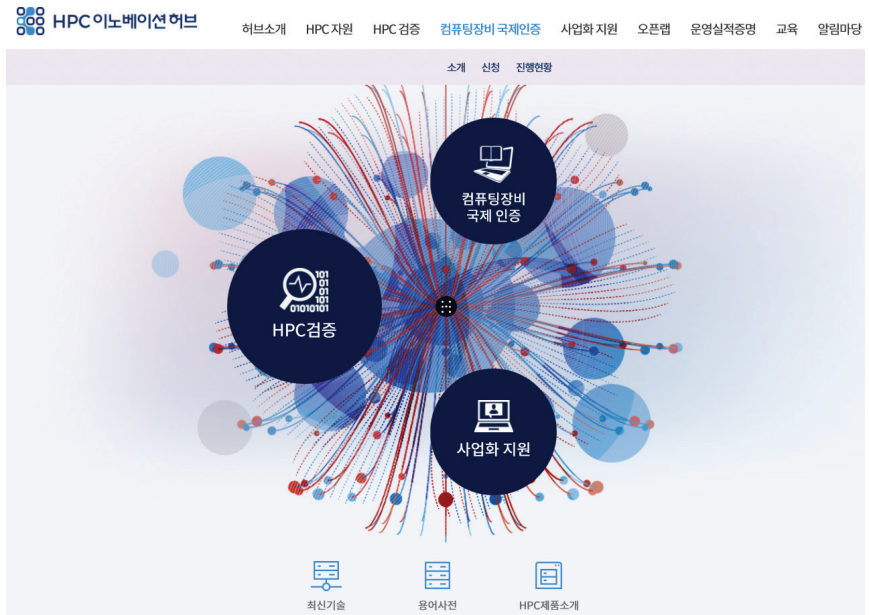 HPC 이노베이션 허브
허브소개 HPC 자원 HPC 검증 컴퓨팅장비 국제인증 사업화 지원 오픈랩 운영실적증명 교육 알림마당
소개 신청 진행현황
컴퓨팅장비
국제 인증
101
101
101
101
01010101
HPC검증
사업화 지원
최신기술 용어사전 HPC제품소개